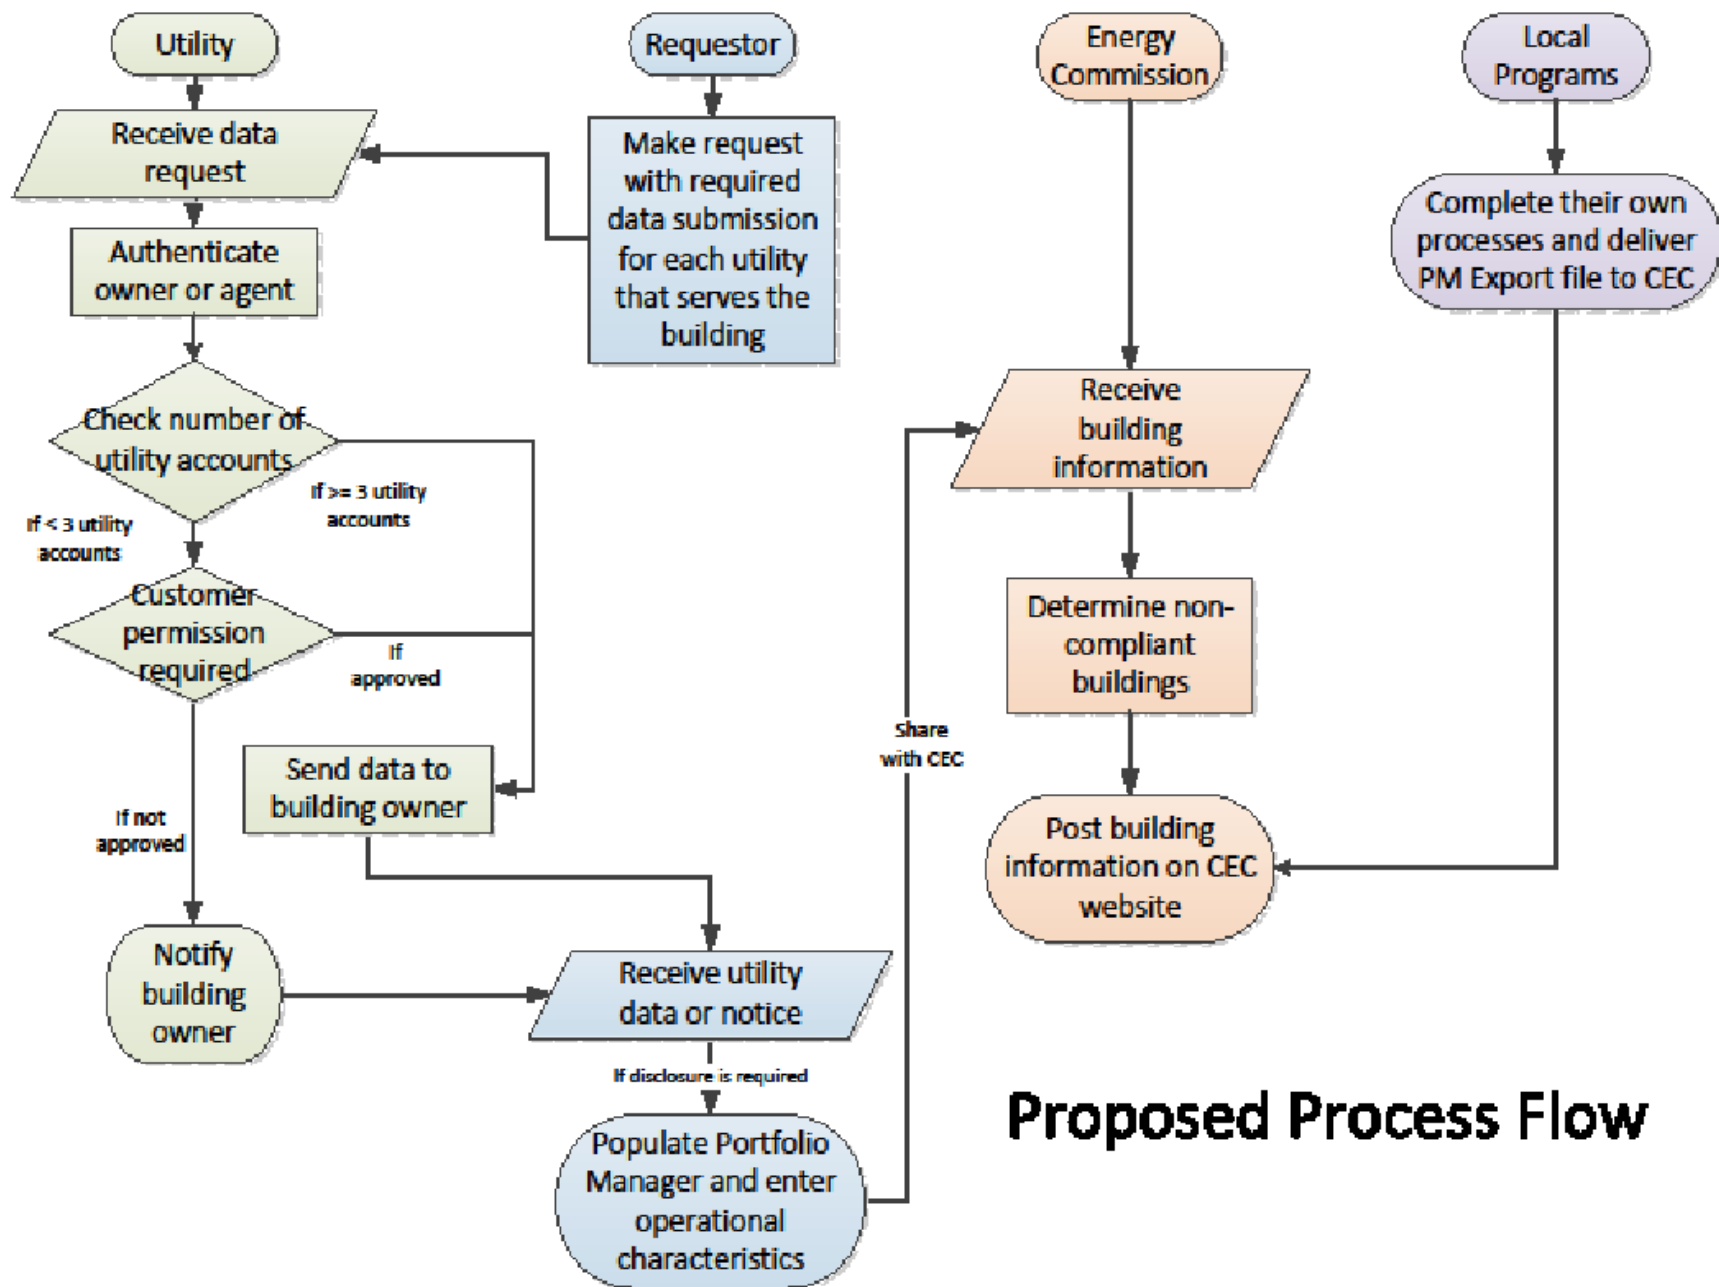 Utility
Receive data
request
Authenticate
owner or agent
Check number of
utility accounts
If >= 3 utility
accounts
If < 3 utility
accounts
Customer
permission
required
If
approved
Send data to
building owner
If not
approved
Notify
building
owner
Requestor
Make request
with required
data submission
for each utility
that serves the
building
Receive utility
data or notice
If disclosure is required
Populate Portfolio
Manager and enter
operational
characteristics
Share
with CEC
Energy
Commission
Receive
building
information
Determine non-
compliant
buildings
Post building
information on CEC
website
Local
Programs
Complete their own
processes and deliver
PM Export file to CEC
Proposed Process Flow